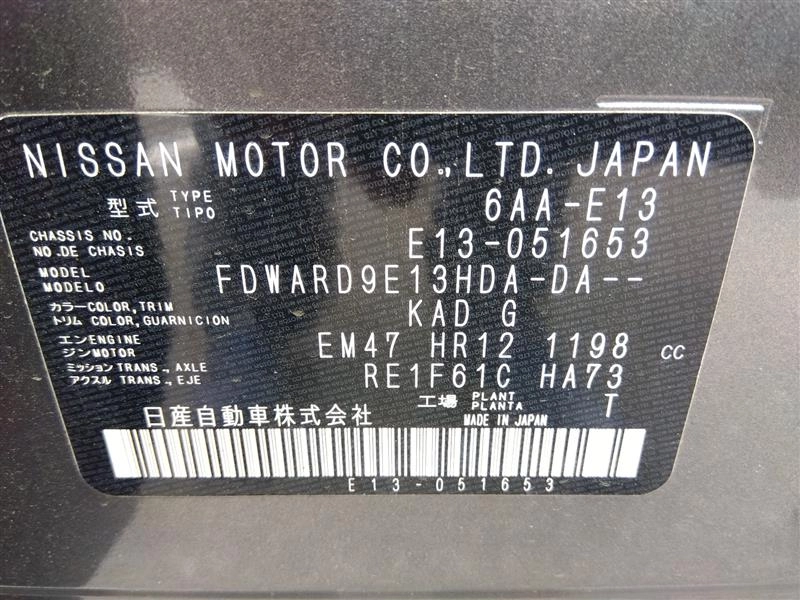 NISSAN MOTOR CO.,LTD. JAPAN
型式 TYPE TIPO 6AA-E13
CHASSIS NO. NO.DE CHASIS E13-051653
MODEL MODELO FDWARD9E13HDA-DA--
カラー COLOR,TRIM トリム COLOR,GUARNICION KAD G
エンジン ENGINE MOTOR EM47 HR12 1198 CC
ミッション TRANS.,AXLE アクスル TRANS.,EJE RE1F61C HA73
工場 PLANT PLANTA T
日産自動車株式会社 MADE IN JAPAN
E13-051653